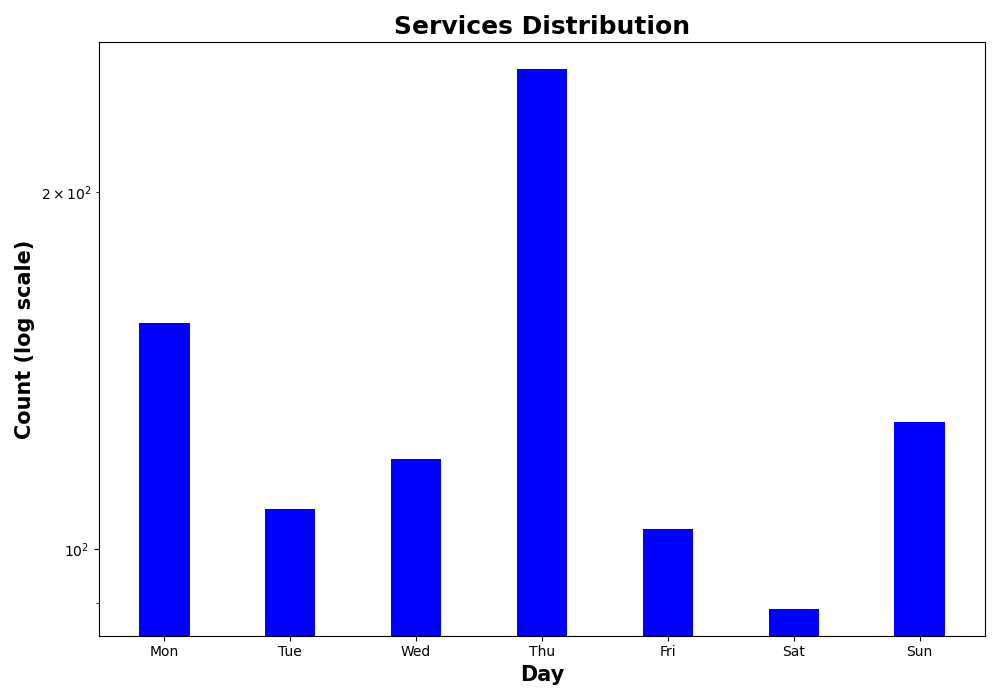 Services Distribution
Count (log scale)
2 × 10²
10²
Mon Tue Wed Thu Fri Sat Sun
Day